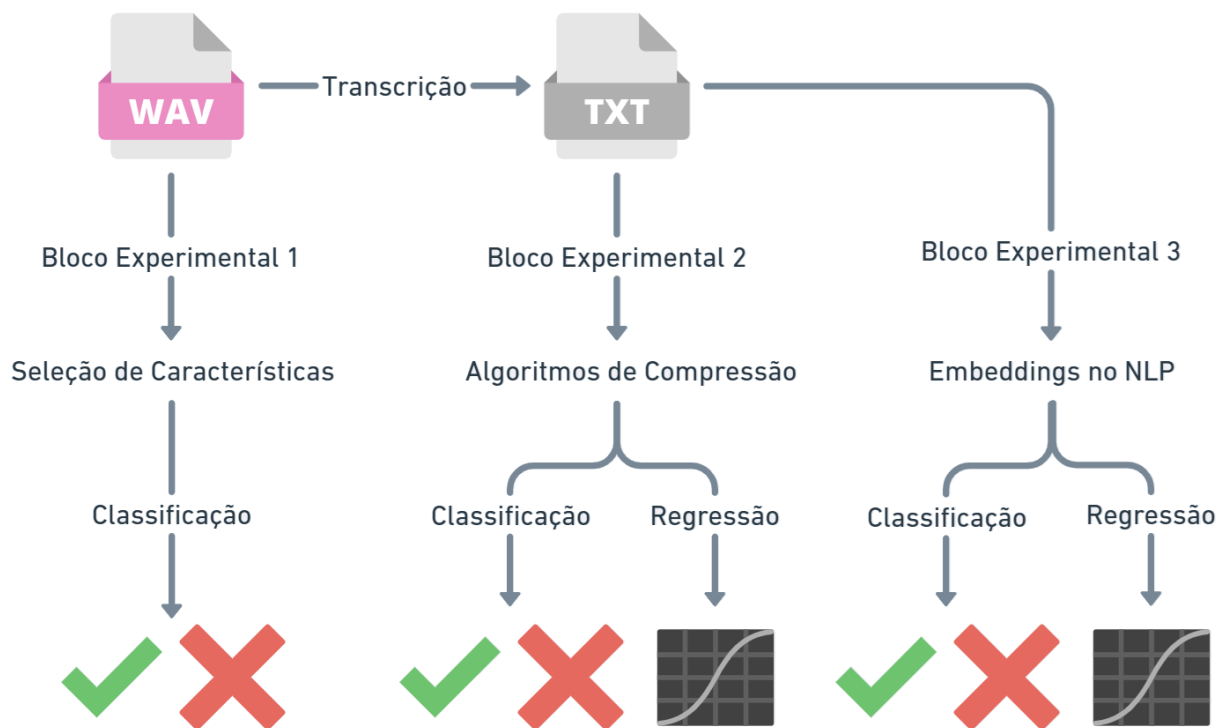 WAV
Transcrição
TXT
Bloco Experimental 1
Bloco Experimental 2
Bloco Experimental 3
Seleção de Característificas
Algoritmos de Compressão
Embeddings no NLP
Classificação
Classificação
Regressão
Classificação
Regressão